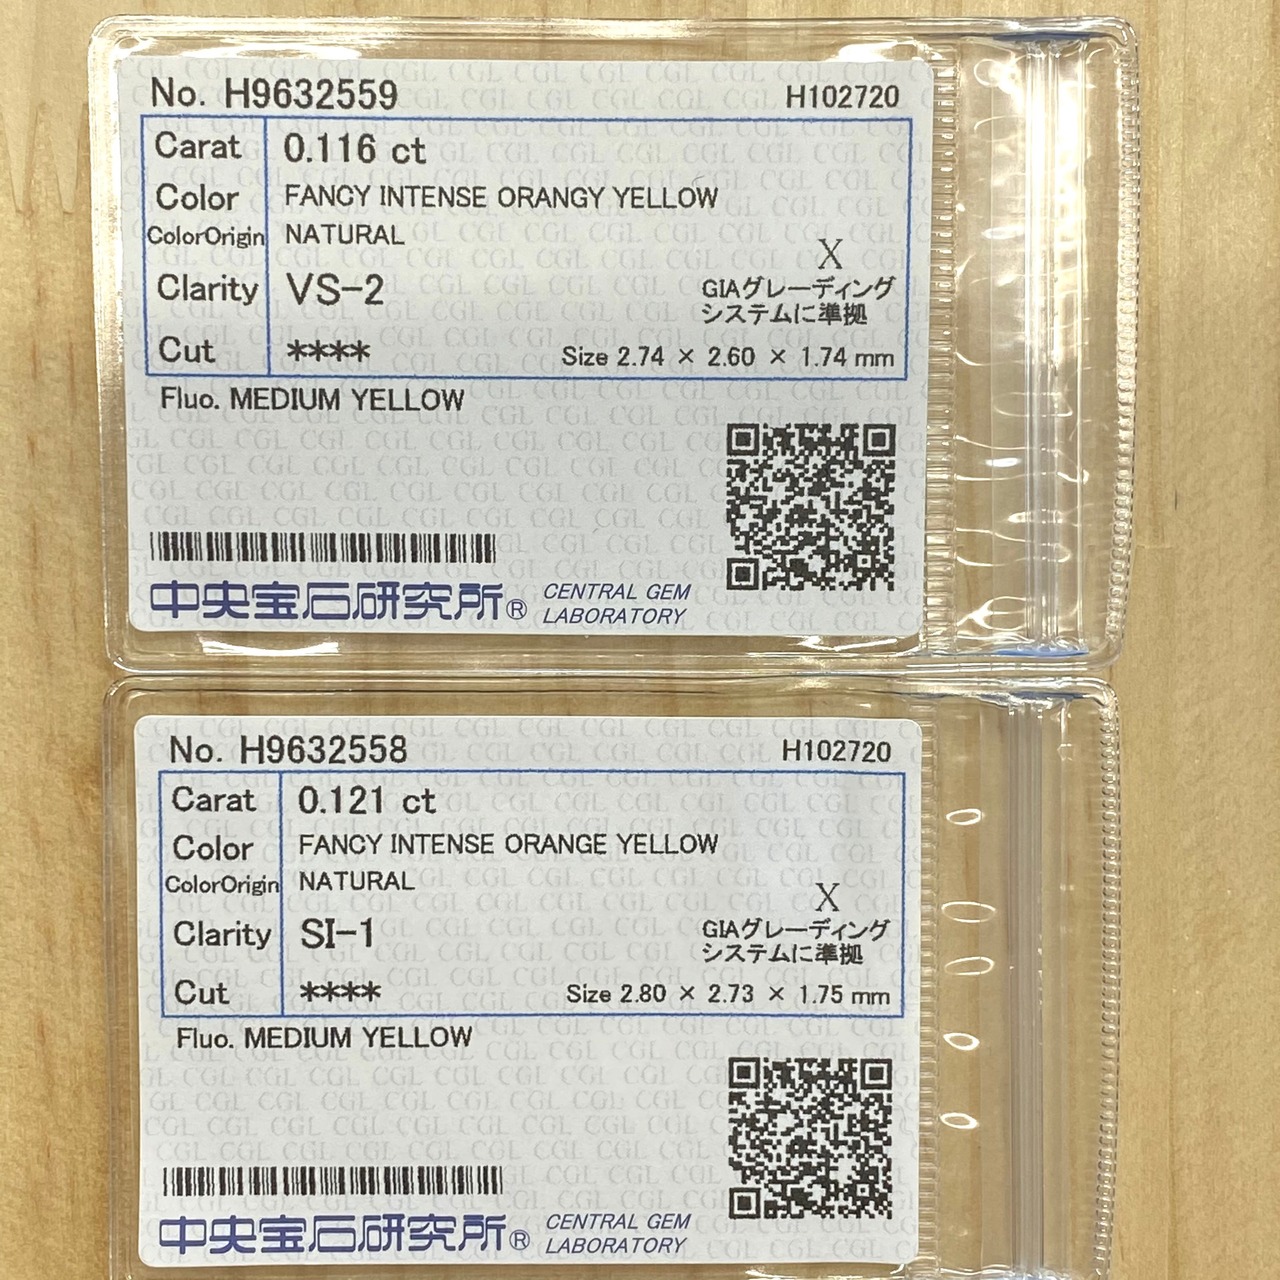 No. H9632559 H102720
Carat 0.116 ct
Color FANCY INTENSE ORANGY YELLOW
ColorOrigin NATURAL
X
Clarity VS-2 GIAグレーディング
システムに準拠
Cut **** Size 2.74 × 2.60 × 1.74 mm
Fluo. MEDIUM YELLOW
中央宝石研究所® CENTRAL GEM
LABORATORY
No. H9632558 H102720
Carat 0.121 ct
Color FANCY INTENSE ORANGE YELLOW
ColorOrigin NATURAL
X
Clarity SI-1 GIAグレーディング
システムに準拠
Cut **** Size 2.80 × 2.73 × 1.75 mm
Fluo. MEDIUM YELLOW
中央宝石研究所® CENTRAL GEM
LABORATORY